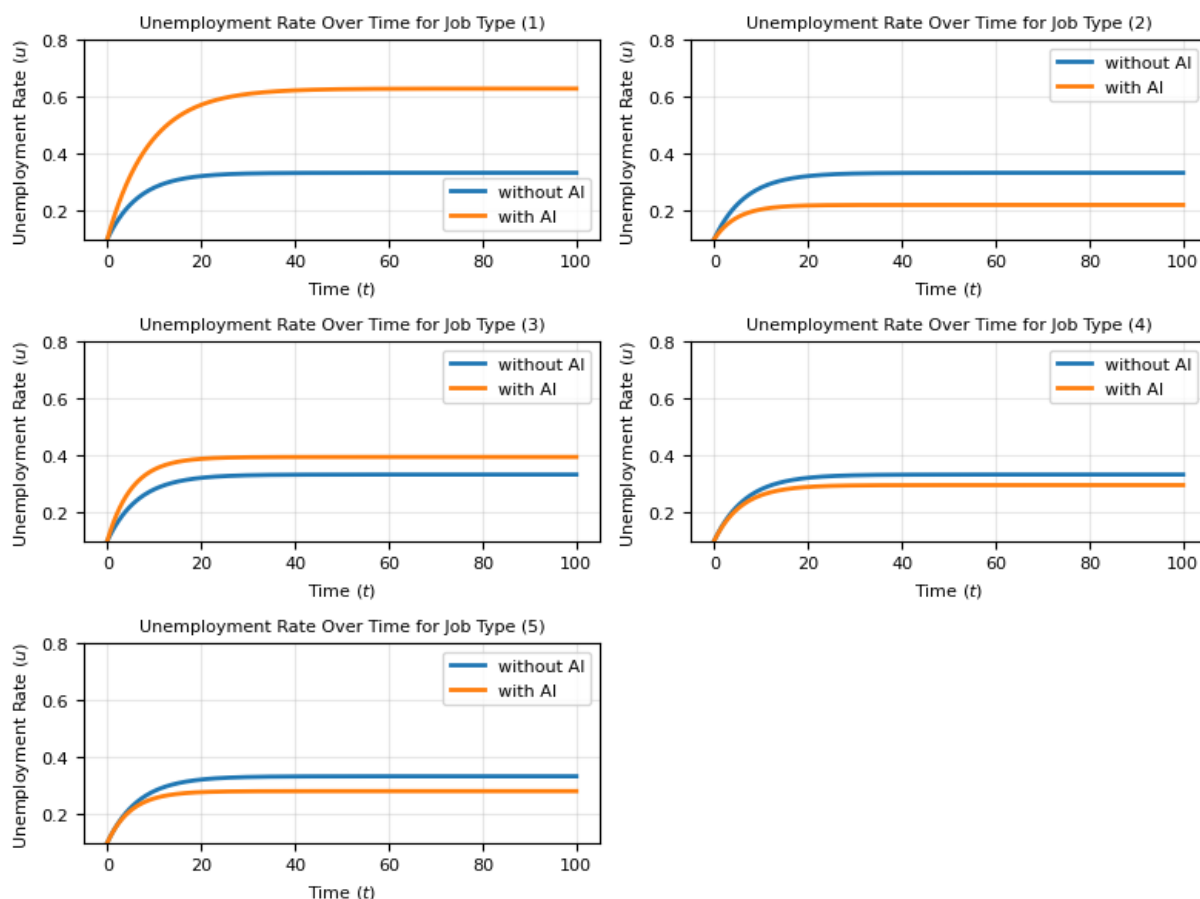 Unemployment Rate Over Time for Job Type (1)
Unemployment Rate (u)
0.8
0.6
0.4
0.2
without AI
with AI
0 20 40 60 80 100
Time (t)
Unemployment Rate Over Time for Job Type (2)
Unemployment Rate (u)
0.8
0.6
0.4
0.2
without AI
with AI
0 20 40 60 80 100
Time (t)
Unemployment Rate Over Time for Job Type (3)
Unemployment Rate (u)
0.8
0.6
0.4
0.2
without AI
with AI
0 20 40 60 80 100
Time (t)
Unemployment Rate Over Time for Job Type (4)
Unemployment Rate (u)
0.8
0.6
0.4
0.2
without AI
with AI
0 20 40 60 80 100
Time (t)
Unemployment Rate Over Time for Job Type (5)
Unemployment Rate (u)
0.8
0.6
0.4
0.2
without AI
with AI
0 20 40 60 80 100
Time (t)